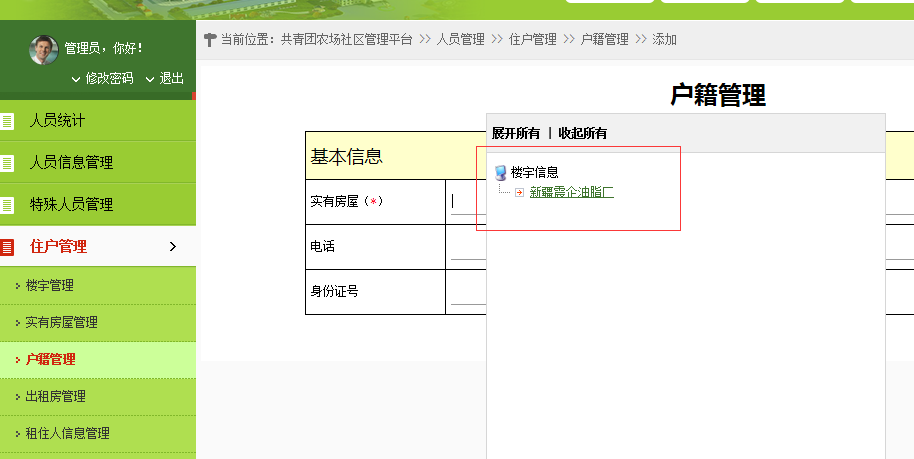 管理员，你好！
修改密码 退出
当前位置：共青团农场社区管理平台 >> 人员管理 >> 住户管理 >> 户籍管理 >> 添加
人员统计
人员信息管理
特殊人员管理
住户管理
楼宇管理
实有房屋管理
户籍管理
出租房管理
租住人信息管理
户籍管理
基本信息
实有房屋（*）
电话
身份证号
展开所有 | 收起所有
楼宇信息
新疆震企油脂厂